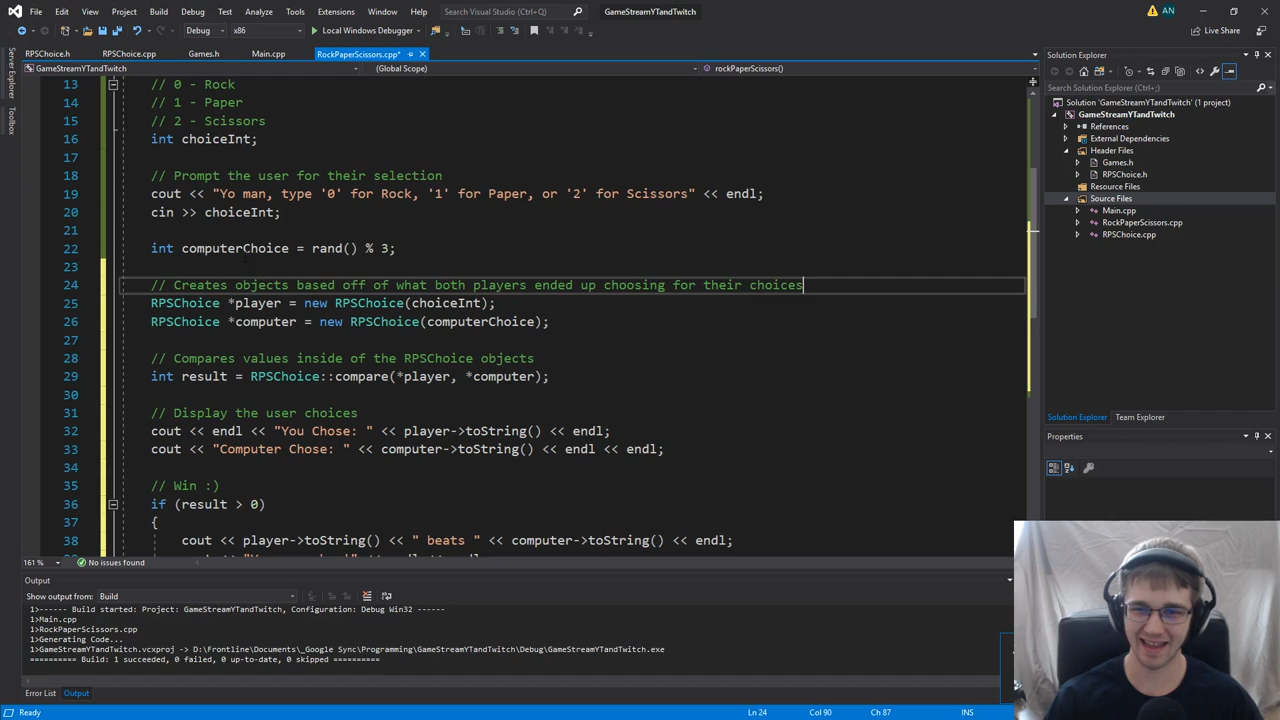 File Edit View Project Build Debug Test Analyze Tools Extensions Window Help Search Visual Studio (Ctrl+Q) GameStreamYTandTwitch AN
Debug x86 Local Windows Debugger Live Share
RPSChoice.h RPSChoice.cpp Games.h Main.cpp RockPaperScissors.cpp*
GameStreamYTandTwitch (Global Scope) rockPaperScissors()
13 // 0 - Rock
14 // 1 - Paper
15 // 2 - Scissors
16 int choiceInt;
17
18 // Prompt the user for their selection
19 cout << "Yo man, type '0' for Rock, '1' for Paper, or '2' for Scissors" << endl;
20 cin >> choiceInt;
21
22 int computerChoice = rand() % 3;
23
24 // Creates objects based off of what both players ended up choosing for their choices
25 RPSChoice *player = new RPSChoice(choiceInt);
26 RPSChoice *computer = new RPSChoice(computerChoice);
27
28 // Compares values inside of the RPSChoice objects
29 int result = RPSChoice::compare(*player, *computer);
30
31 // Display the user choices
32 cout << endl << "You Chose: " << player->toString() << endl;
33 cout << "Computer Chose: " << computer->toString() << endl << endl;
34
35 // Win :)
36 if (result > 0)
37 {
38 cout << player->toString() << " beats " << computer->toString() << endl;
161 % No issues found
Output
Show output from: Build
1>------ Build started: Project: GameStreamYTandTwitch, Configuration: Debug Win32 ------
1>Main.cpp
1>RockPaperScissors.cpp
1>Generating Code...
1>GameStreamYTandTwitch.vcxproj -> D:\Frontline\Documents\_Google Sync\Programming\GameStreamYTandTwitch\Debug\GameStreamYTandTwitch.exe
========== Build: 1 succeeded, 0 failed, 0 up-to-date, 0 skipped ==========
Error List Output
Ready Ln 24 Col 90 Ch 87 INS
Server Explorer
Toolbox
Solution Explorer
Search Solution Explorer (Ctrl+;)
Solution 'GameStreamYTandTwitch' (1 project)
GameStreamYTandTwitch
References
External Dependencies
Header Files
Games.h
RPSChoice.h
Resource Files
Source Files
Main.cpp
RockPaperScissors.cpp
RPSChoice.cpp
Solution Explorer Team Explorer
Properties